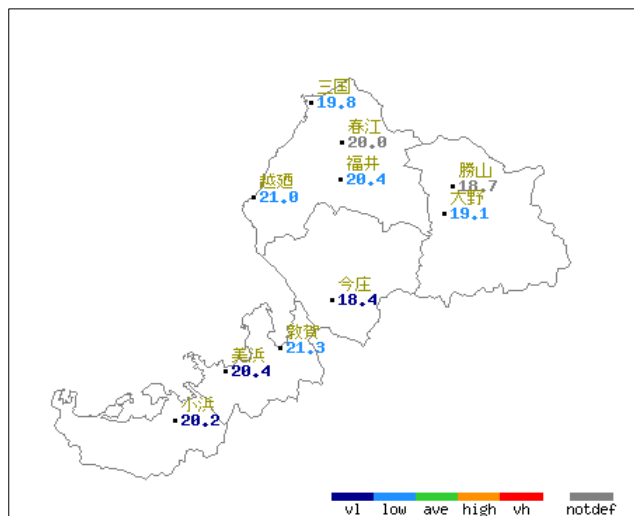 三国
19.8
春江
20.0
福井
20.4
越廼
21.0
勝山
18.7
大野
19.1
今庄
18.4
敦賀
21.3
美浜
20.4
小浜
20.2
vl low ave high vh notdef